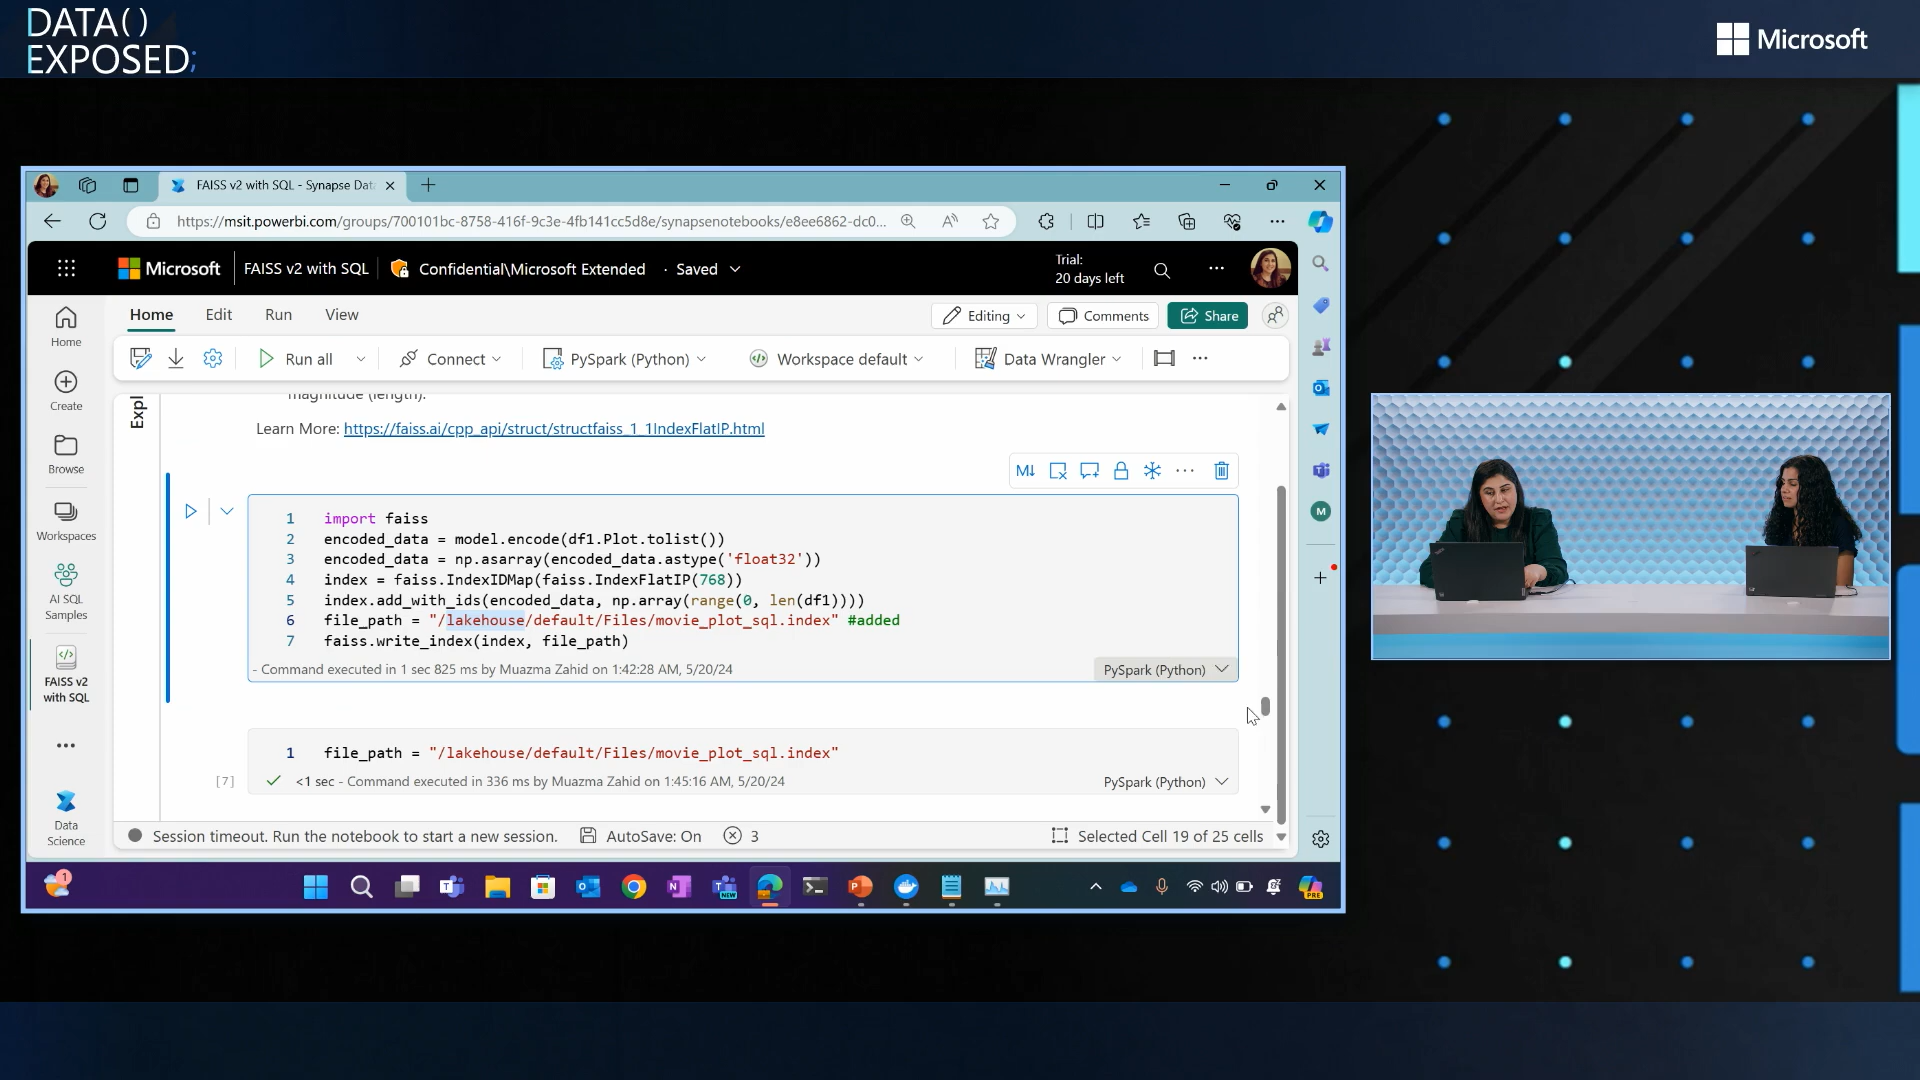 DATA()
EXPOSED;
Microsoft
FAISS v2 with SQL - Synapse Dat
https://msit.powerbi.com/groups/700101bc-8758-416f-9c3e-4fb141cc5d8e/synapsenotebooks/e8ee6862-dc0...
Microsoft
FAISS v2 with SQL
Confidential\Microsoft Extended
· Saved
Trial:
20 days left
Home
Edit
Run
View
Editing
Comments
Share
Run all
Connect
PySpark (Python)
Workspace default
Data Wrangler
Home
Create
Browse
Workspaces
AI SQL
Samples
FAISS v2
with SQL
Data
Science
Expl
magnitude (length).
Learn More: https://faiss.ai/cpp_api/struct/structfaiss_1_1IndexFlatIP.html
M↓
1 import faiss
2 encoded_data = model.encode(df1.Plot.tolist())
3 encoded_data = np.asarray(encoded_data.astype('float32'))
4 index = faiss.IndexIDMap(faiss.IndexFlatIP(768))
5 index.add_with_ids(encoded_data, np.array(range(0, len(df1))))
6 file_path = "/lakehouse/default/Files/movie_plot_sql.index" #added
7 faiss.write_index(index, file_path)
- Command executed in 1 sec 825 ms by Muazma Zahid on 1:42:28 AM, 5/20/24
PySpark (Python)
1 file_path = "/lakehouse/default/Files/movie_plot_sql.index"
[7]
<1 sec - Command executed in 336 ms by Muazma Zahid on 1:45:16 AM, 5/20/24
PySpark (Python)
Session timeout. Run the notebook to start a new session.
AutoSave: On
3
Selected Cell 19 of 25 cells
M
1
NEW
PRE